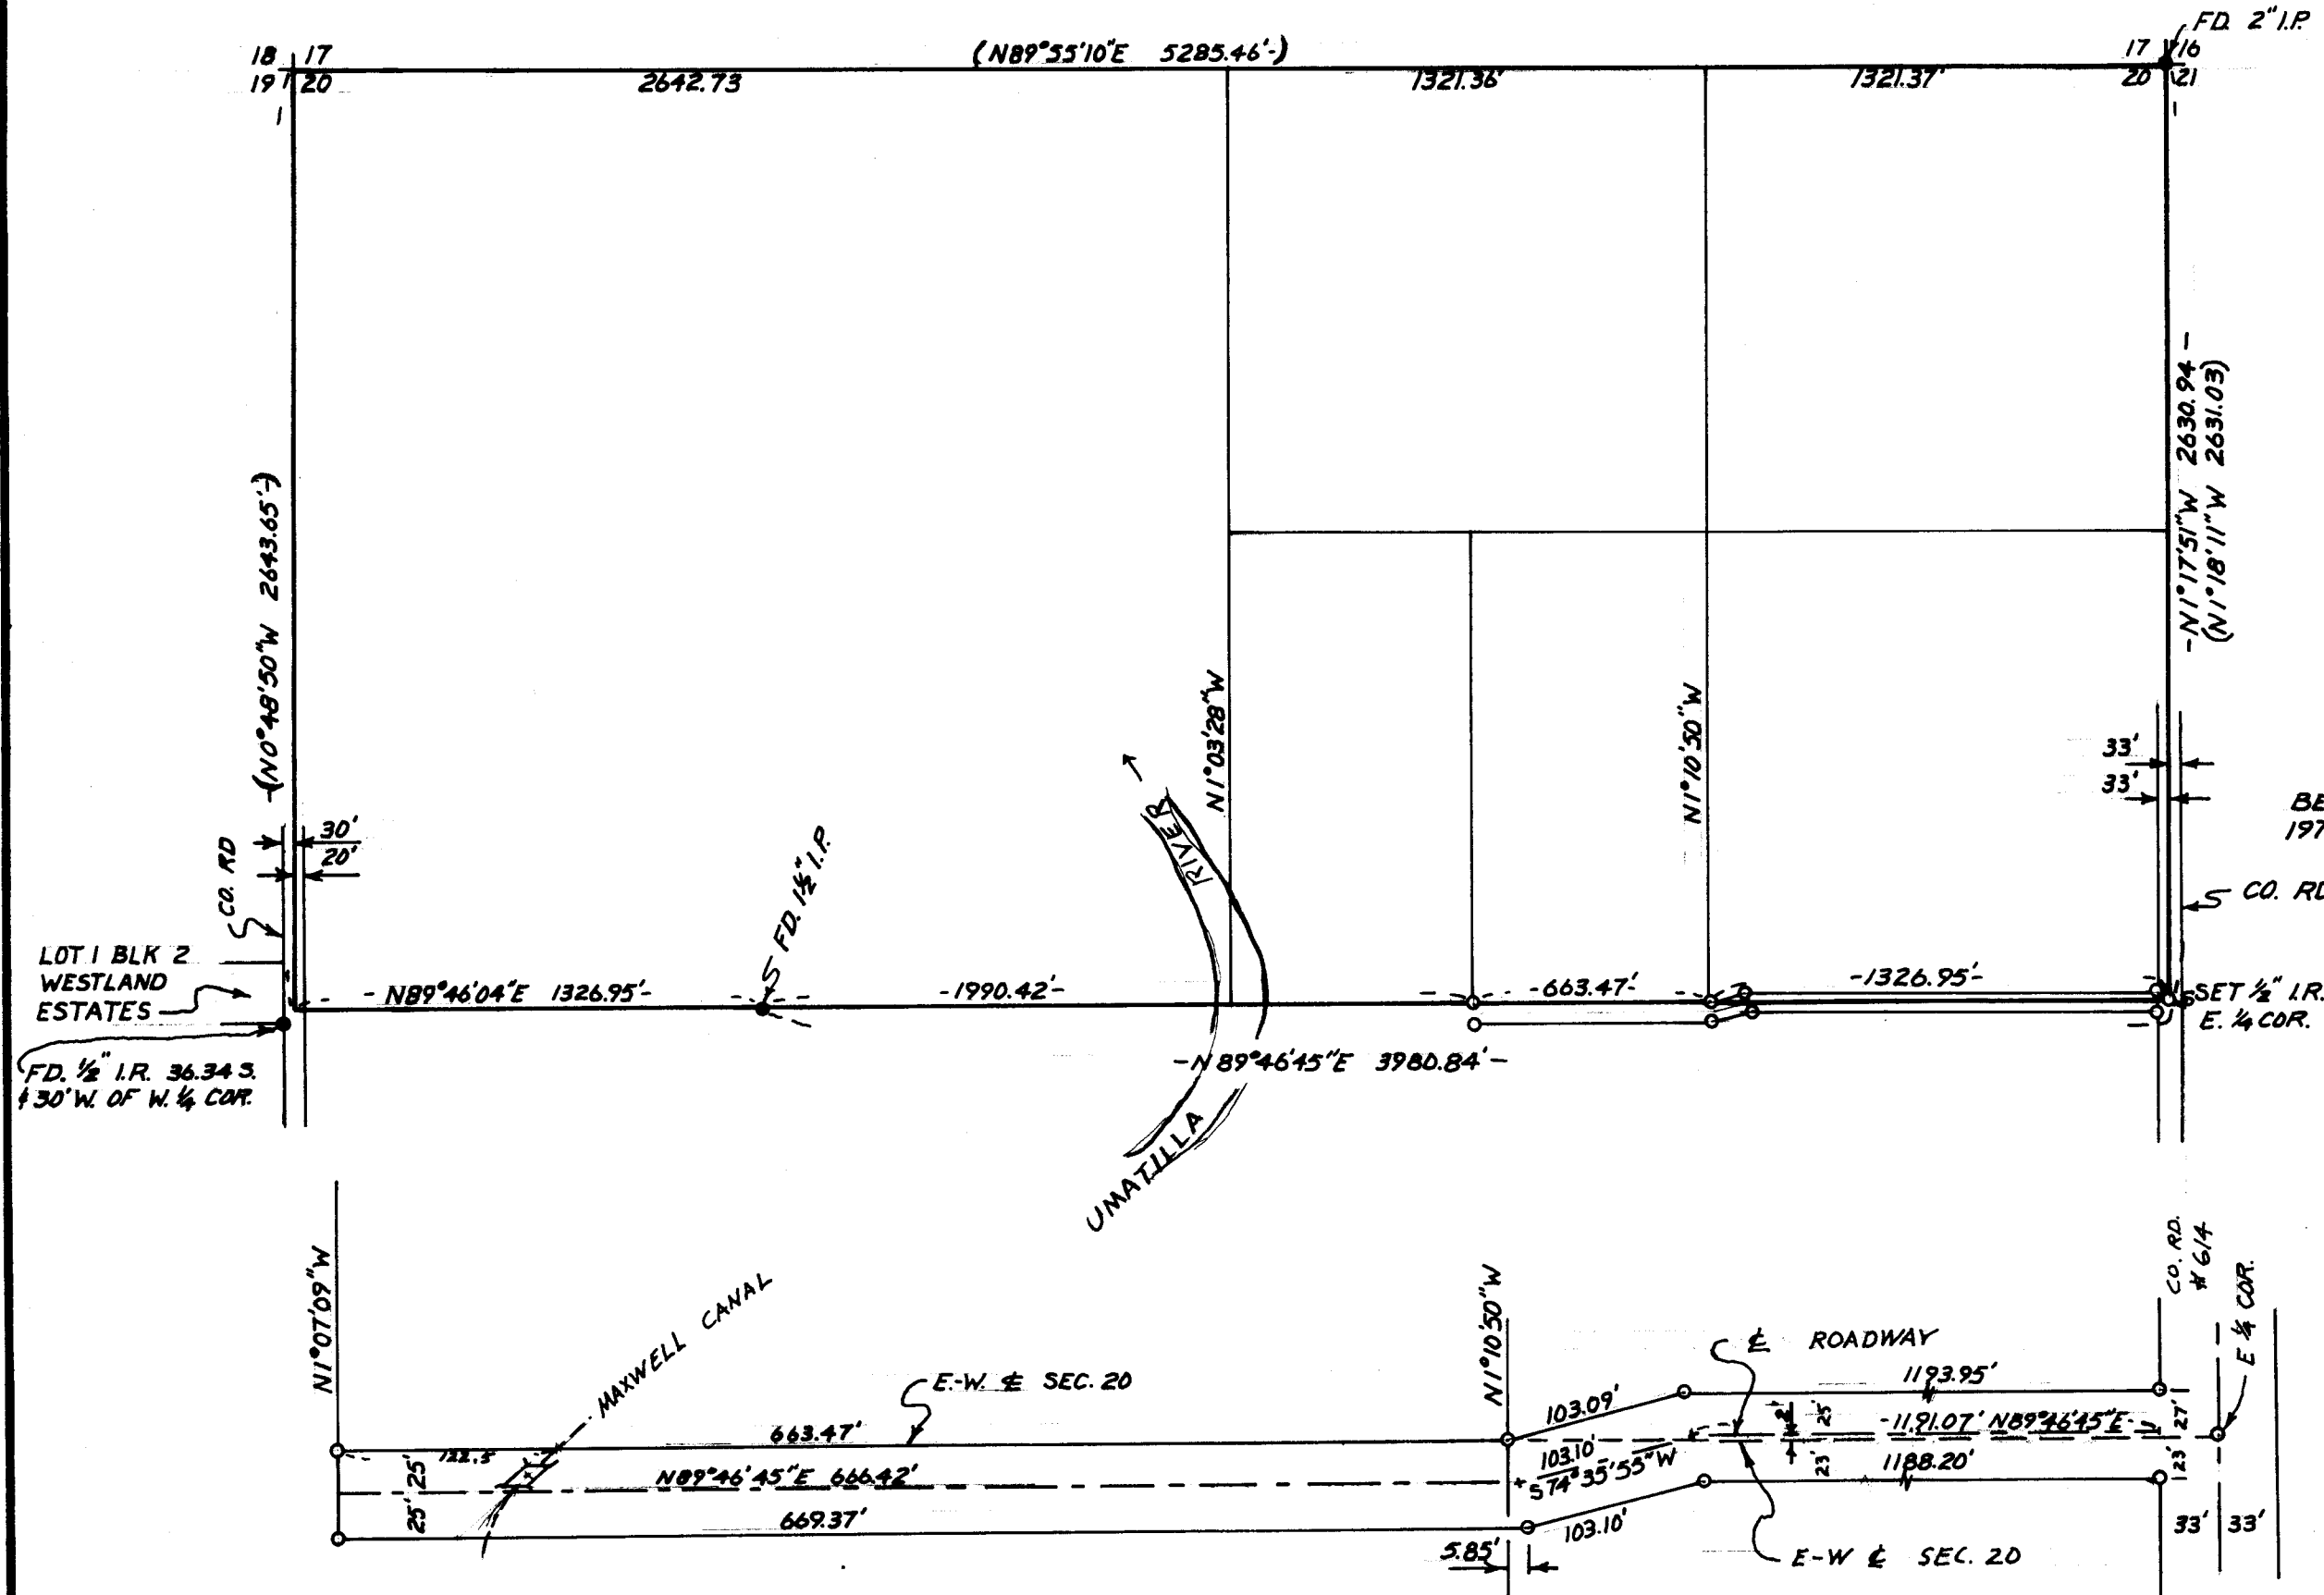 FD. 2" I.P.
18 17
(N89°55'10"E 5285.46'-)
17 16
19 20
2642.73
1321.36'
1321.37'
20 21
-N1°17'51"W 2630.94-
(N1°18'11"W 2631.03)
-(N0°48'50"W 2643.65'-)
N1°03'28"W
N1°10'50"W
33'
33'
BE
197
30'
20'
CO. RD
FD. 1½" I.P.
RIVER
CO. RD
LOT 1 BLK 2
WESTLAND
ESTATES
- N89°46'04"E 1326.95'-
-1990.42'-
-663.47'-
-1326.95'-
SET ½" I.R.
E. ¼ COR.
-N89°46'45"E 3980.84'-
FD. ½" I.R. 36.34 S.
& 30' W. OF W. ¼ COR.
UMATILLA
N1°07'09"W
MAXWELL CANAL
E.-W. ℄ SEC. 20
N1°10'50"W
℄ ROADWAY
CO. RD.
#614
E ¼ COR.
663.47'
103.09'
1193.95'
122.5
2'
25'
-1191.07' N89°46'45"E-
27'
25'
25'
N89°46'45"E 666.42'
103.10'
S74°35'55"W
23'
1188.20'
23'
669.37'
103.10'
5.85'
E-W ℄ SEC. 20
33'
33'